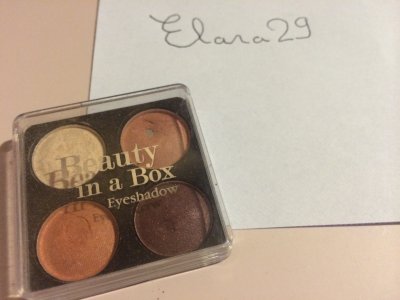 Elara29
Beauty
in a Box
Eyeshadow